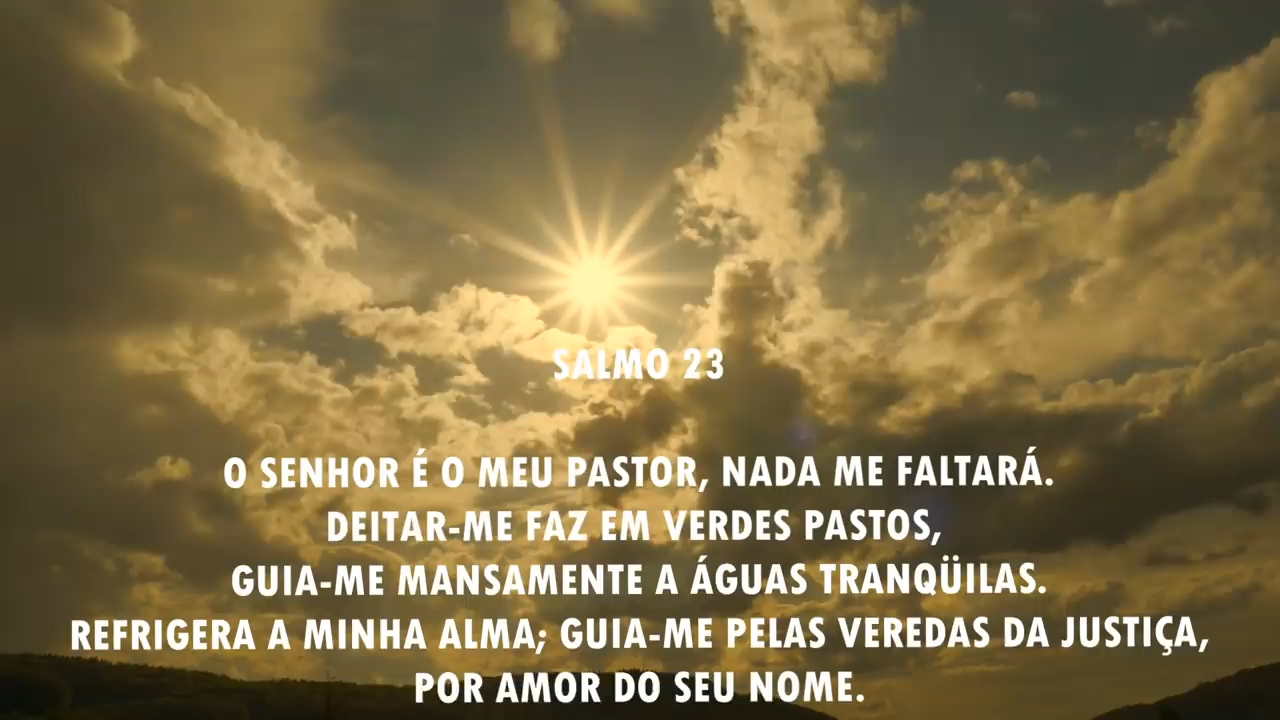 SALMO 23
O SENHOR É O MEU PASTOR, NADA ME FALTARÁ.
DEITAR-ME FAZ EM VERDES PASTOS,
GUIA-ME MANSAMENTE A ÁGUAS TRANQÜILAS.
REFRIGERA A MINHA ALMA; GUIA-ME PELAS VEREDAS DA JUSTIÇA,
POR AMOR DO SEU NOME.